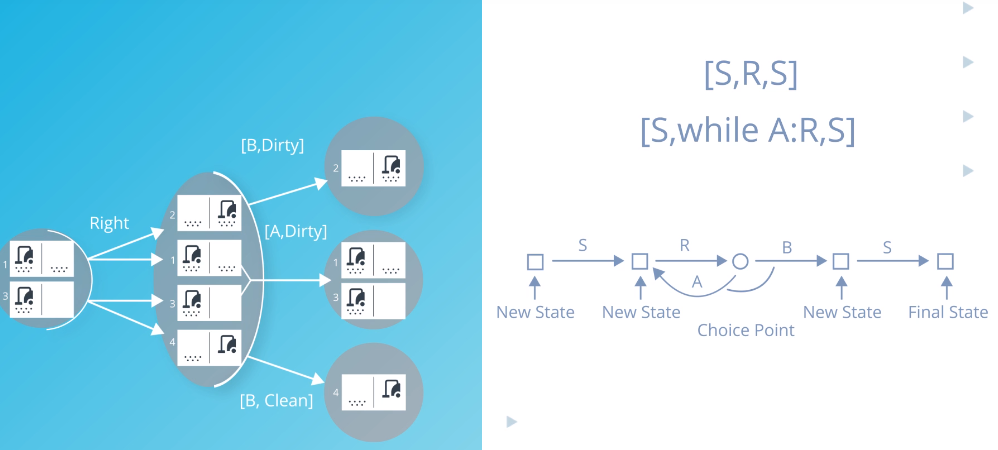 [B,Dirty]
2
Right
2
[A,Dirty]
1
1
1
3
3
3
4
[B, Clean]
4
[S,R,S]
[S,while A:R,S]
S
R
B
S
A
New State
New State
New State
Final State
Choice Point